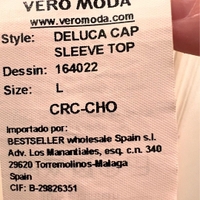 VERO MODA
www.veromoda.com
Style: DELUCA CAP
SLEEVE TOP
Dessin: 164022
Size: L
CRC-CHO
Importado por:
BESTSELLER wholesale Spain s.l.
Adv. Los Manantiales, esq. c.n. 340
29620 Torremolinos-Malaga
Spain
CIF: B-29826351